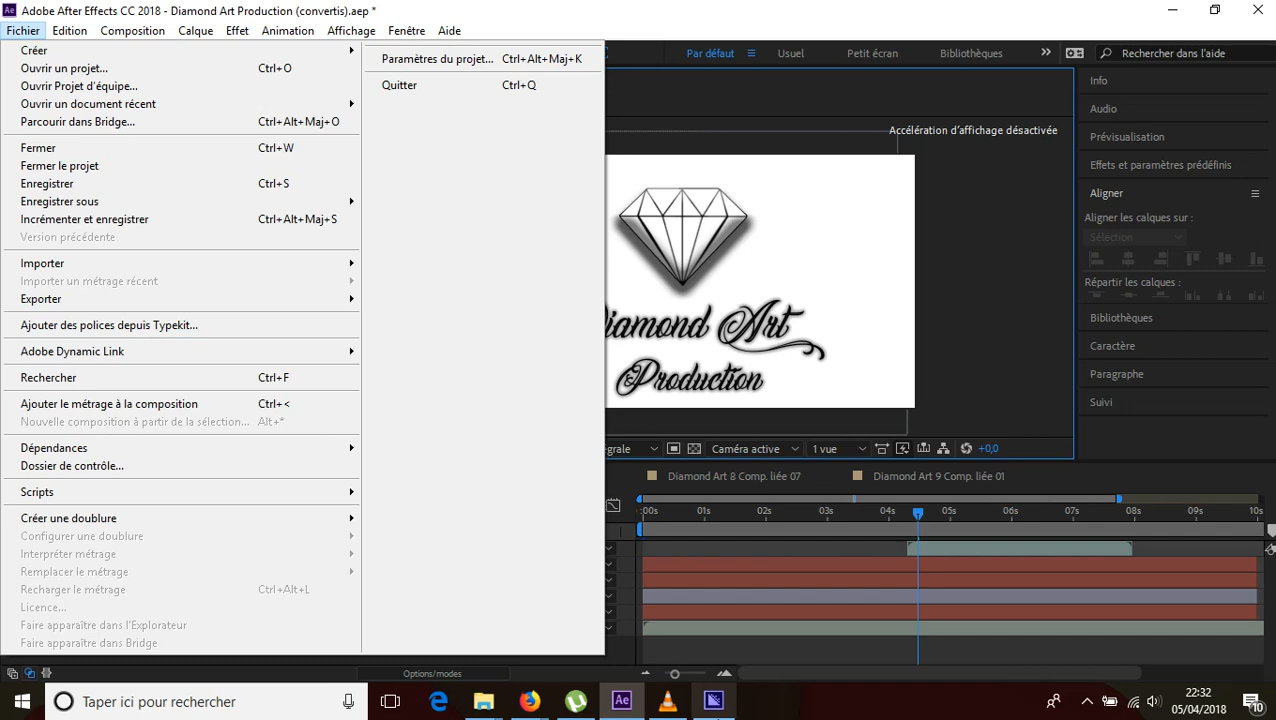 Adobe After Effects CC 2018 - Diamond Art Production (convertis).aep *
Fichier Edition Composition Calque Effet Animation Affichage Fenêtre Aide
Créer
Ouvrir un projet... Ctrl+O
Ouvrir Projet d'équipe...
Ouvrir un document récent
Parcourir dans Bridge... Ctrl+Alt+Maj+O
Fermer Ctrl+W
Fermer le projet
Enregistrer Ctrl+S
Enregistrer sous
Incrémenter et enregistrer Ctrl+Alt+Maj+S
Version précédente
Importer
Importer un métrage récent
Exporter
Ajouter des polices depuis Typekit...
Adobe Dynamic Link
Rechercher Ctrl+F
Ajouter le métrage à la composition Ctrl+<
Nouvelle composition à partir de la sélection... Alt+*
Dépendances
Dossier de contrôle...
Scripts
Créer une doublure
Configurer une doublure
Interpréter métrage
Remplacer le métrage
Recharger le métrage Ctrl+Alt+L
Licence...
Faire apparaître dans l'Explorateur
Faire apparaître dans Bridge
Paramètres du projet... Ctrl+Alt+Maj+K
Quitter Ctrl+Q
Par défaut Usuel Petit écran Bibliothèques Rechercher dans l'aide
Accélération d'affichage désactivée
iamond Art
Production
Info
Audio
Prévisualisation
Effets et paramètres prédéfinis
Aligner
Aligner les calques sur :
Sélection
Répartir les calques :
Bibliothèques
Caractère
Paragraphe
Suivi
grale Caméra active 1 vue +0,0
Diamond Art 8 Comp. liée 07 Diamond Art 9 Comp. liée 01
:00s 01s 02s 03s 04s 05s 06s 07s 08s 09s 10s
Options/modes
Taper ici pour rechercher
Ae
22:32
05/04/2018
10